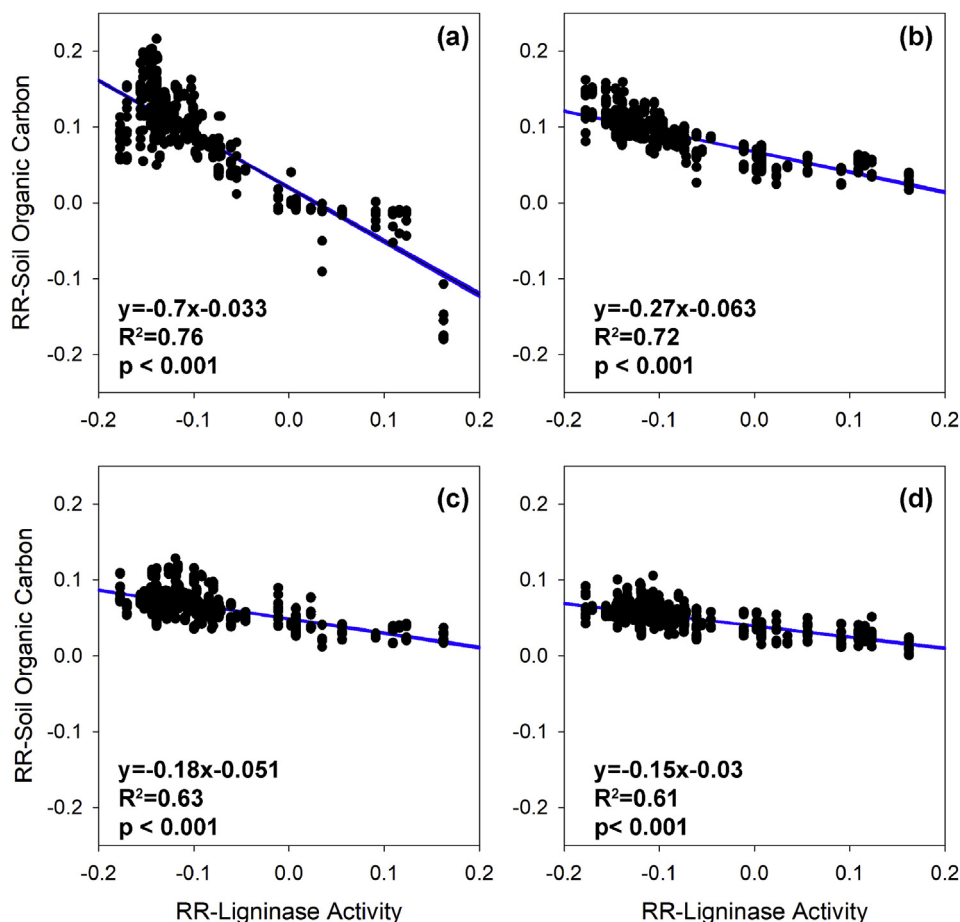 (a)
(b)
0.2
0.1
0.0
-0.1
-0.2
RR-Soil Organic Carbon
y=-0.7x-0.033
R²=0.76
p < 0.001
-0.2 -0.1 0.0 0.1 0.2
0.2
0.1
0.0
-0.1
-0.2
y=-0.27x-0.063
R²=0.72
p < 0.001
-0.2 -0.1 0.0 0.1 0.2
(c)
(d)
0.2
0.1
0.0
-0.1
-0.2
RR-Soil Organic Carbon
y=-0.18x-0.051
R²=0.63
p < 0.001
-0.2 -0.1 0.0 0.1 0.2
RR-Ligninase Activity
0.2
0.1
0.0
-0.1
-0.2
y=-0.15x-0.03
R²=0.61
p< 0.001
-0.2 -0.1 0.0 0.1 0.2
RR-Ligninase Activity